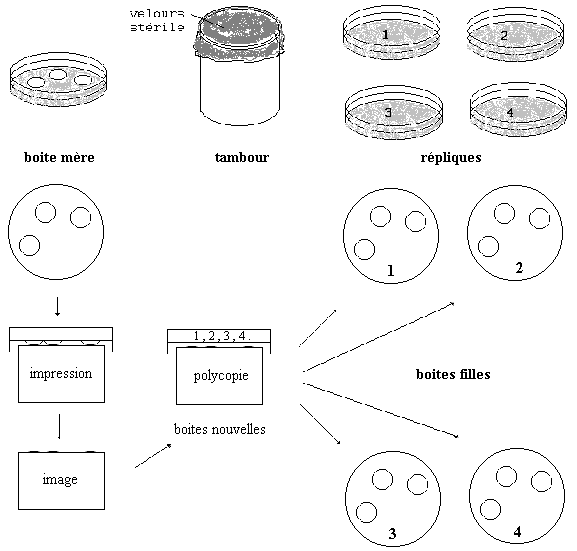 velours
stérile
1
2
3
4
boite mère
tambour
répliques
1
2
impression
1,2,3,4.
polycopie
boites filles
boites nouvelles
image
3
4